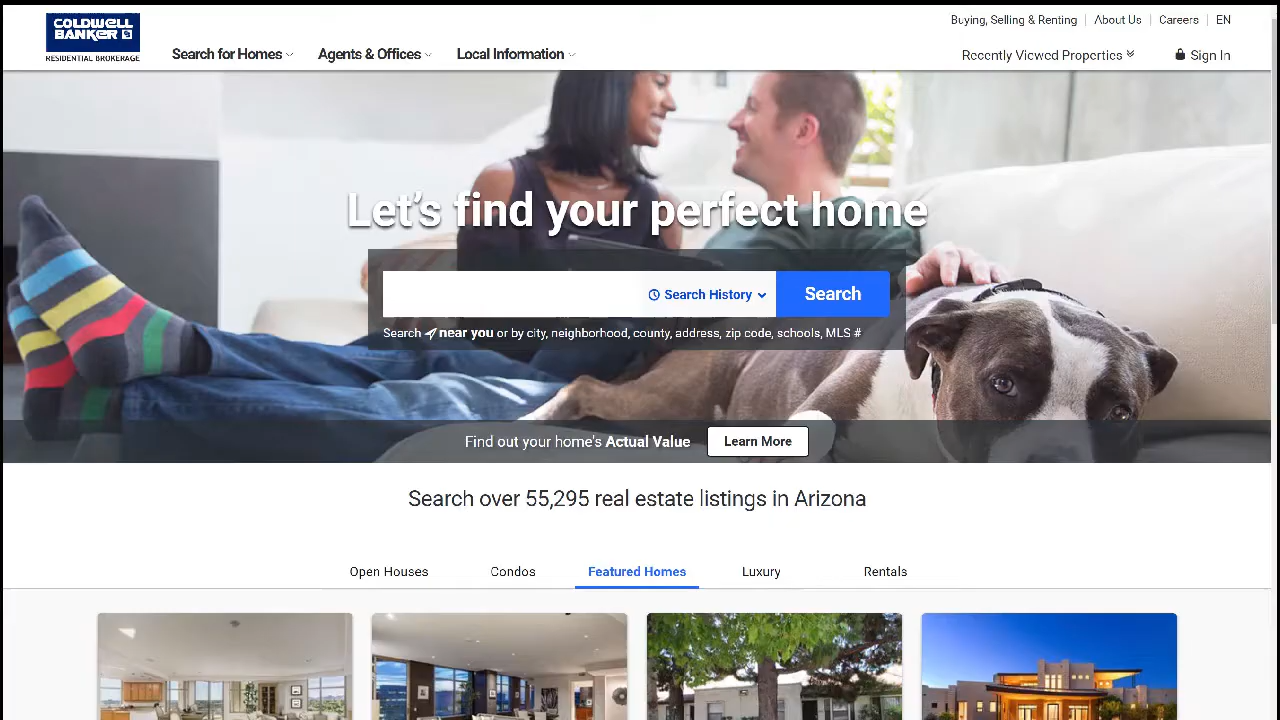 COLDWELL BANKER
RESIDENTIAL BROKERAGE
Buying, Selling & Renting
About Us
Careers
EN
Search for Homes
Agents & Offices
Local Information
Recently Viewed Properties
Sign In
Let's find your perfect home
Search History
Search
Search near you or by city, neighborhood, county, address, zip code, schools, MLS #
Find out your home's Actual Value
Learn More
Search over 55,295 real estate listings in Arizona
Open Houses
Condos
Featured Homes
Luxury
Rentals